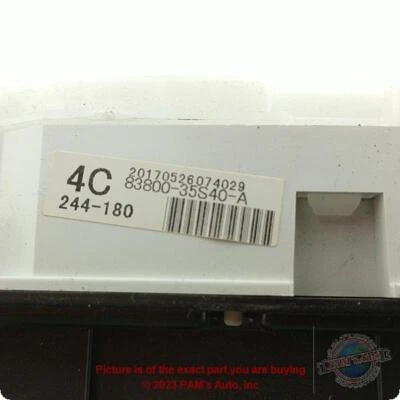 4C
20170526074029
83800-35S40-A
244-180
Picture is of the exact part you are buying
© 2023 PAM's Auto, Inc